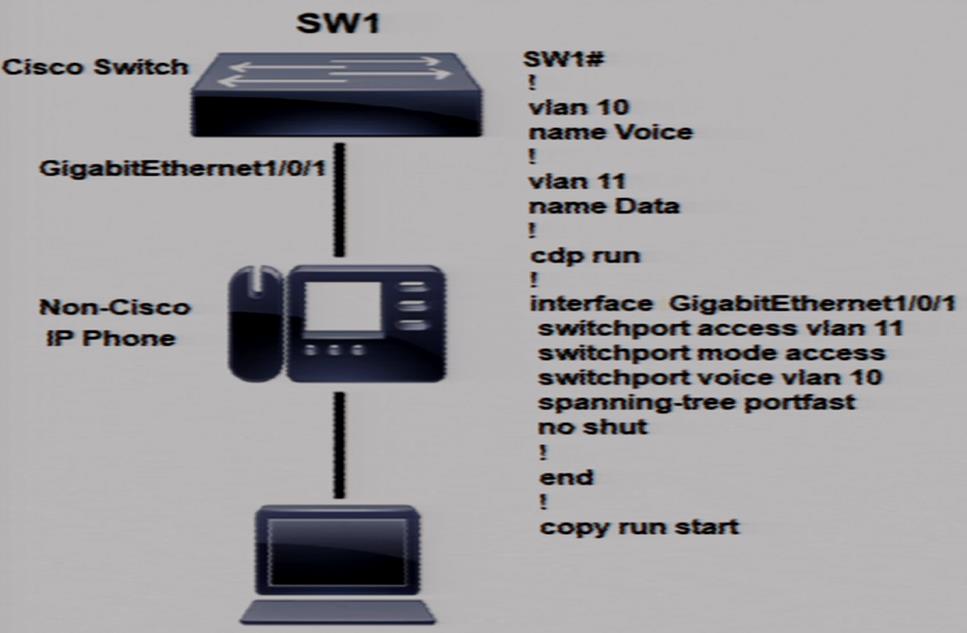 SW1
Cisco Switch
GigabitEthernet1/0/1
Non-Cisco
IP Phone
SW1#
!
vlan 10
name Voice
!
vlan 11
name Data
!
cdp run
!
interface GigabitEthernet1/0/1
switchport access vlan 11
switchport mode access
switchport voice vlan 10
spanning-tree portfast
no shut
!
end
!
copy run start